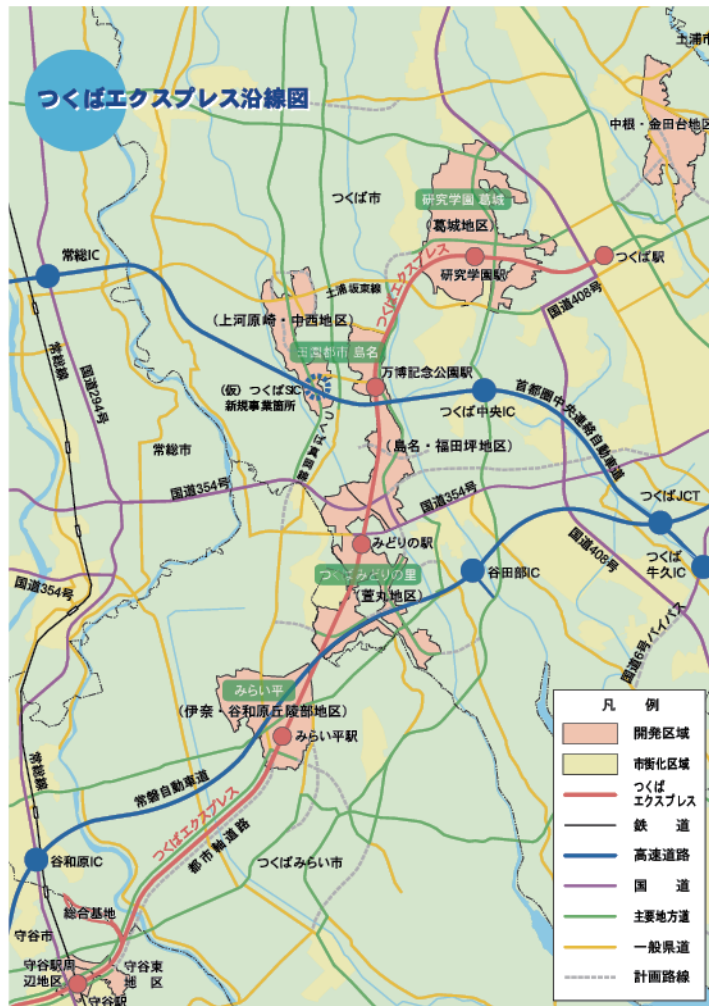 つくばエクスプレス沿線図
土浦市
中根・金田台地区
つくば市
研究学園 葛城
(葛城地区)
常総IC
つくば駅
研究学園駅
つくばエクスプレス
土浦坂東線
国道408号
(上河原崎・中西地区)
田園都市 島名
常総線
国道294号
(仮)つくばSIC
新規事業箇所
万博記念公園駅
つくば中央IC
首都圏中央連絡自動車道
つくば真岡線
(島名・福田坪地区)
常総市
国道354号
国道354号
つくばJCT
みどりの駅
国道408号
つくば
牛久IC
国道354号
つくばみどりの里
谷田部IC
(萱丸地区)
国道6号バイパス
みらい平
(伊奈・谷和原丘陵部地区)
みらい平駅
常総線
常磐自動車道
つくばエクスプレス
都市軸道路
つくばみらい市
谷和原IC
総合基地
守谷市
守谷駅周
辺地区
守谷東
地区
守谷駅
凡 例
開発区域
市街化区域
つくば
エクスプレス
鉄 道
高速道路
国 道
主要地方道
一般県道
計画路線